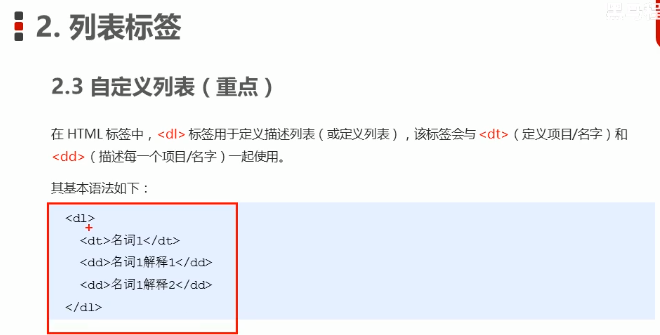 2. 列表标签
2.3 自定义列表（重点）
在 HTML 标签中，<dl> 标签用于定义描述列表（或定义列表），该标签会与 <dt>（定义项目/名字）和
<dd>（描述每一个项目/名字）一起使用。
其基本语法如下：
<dl>
<dt>名词1</dt>
<dd>名词1解释1</dd>
<dd>名词1解释2</dd>
</dl>